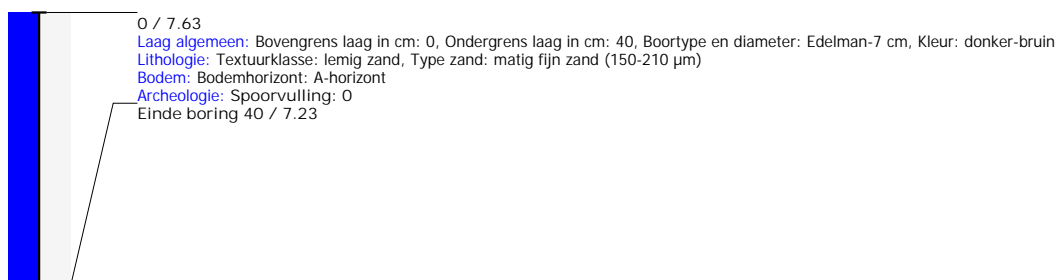 0 / 7.63
Laag algemeen: Bovengrens laag in cm: 0, Ondergrens laag in cm: 40, Boortype en diameter: Edelman-7 cm, Kleur: donker-bruin
Lithologie: Textuurklasse: lemig zand, Type zand: matig fijn zand (150-210 µm)
Bodem: Bodemhorizont: A-horizont
Archeologie: Spoorvulling: 0
Einde boring 40 / 7.23